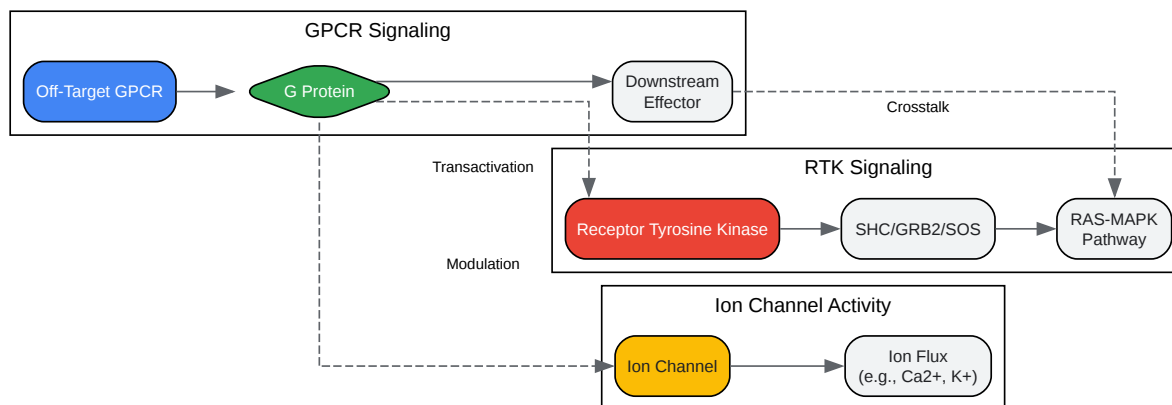 GPCR Signaling
Off-Target GPCR
G Protein
Downstream
Effector
Crosstalk
Transactivation
RTK Signaling
Receptor Tyrosine Kinase
SHC/GRB2/SOS
RAS-MAPK
Pathway
Modulation
Ion Channel Activity
Ion Channel
Ion Flux
(e.g., Ca2+, K+)